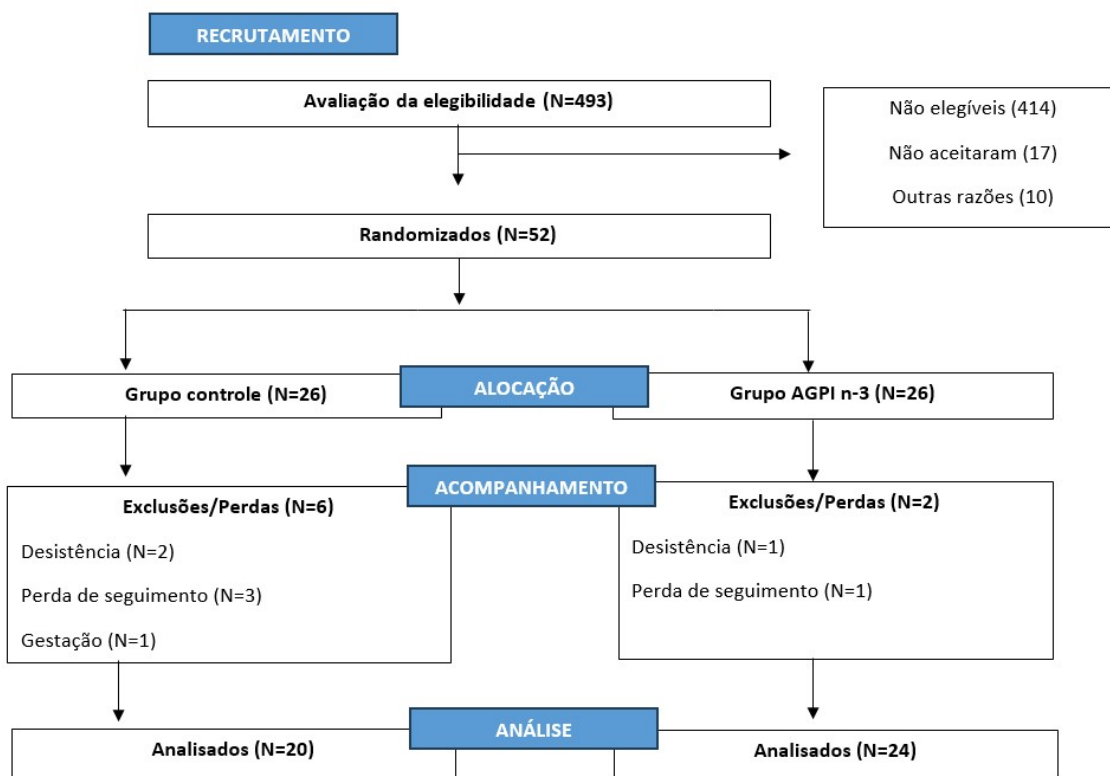 RECRUTAMENTO
Avaliação da elegibilidade (N=493)
Não elegíveis (414)
Não aceitaram (17)
Outras razões (10)
Randomizados (N=52)
Grupo controle (N=26)
ALOCAÇÃO
Grupo AGPI n-3 (N=26)
ACOMPANHAMENTO
Exclusões/Perdas (N=6)
Desistência (N=2)
Perda de seguimento (N=3)
Gestação (N=1)
Exclusões/Perdas (N=2)
Desistência (N=1)
Perda de seguimento (N=1)
ANÁLISE
Analisados (N=20)
Analisados (N=24)